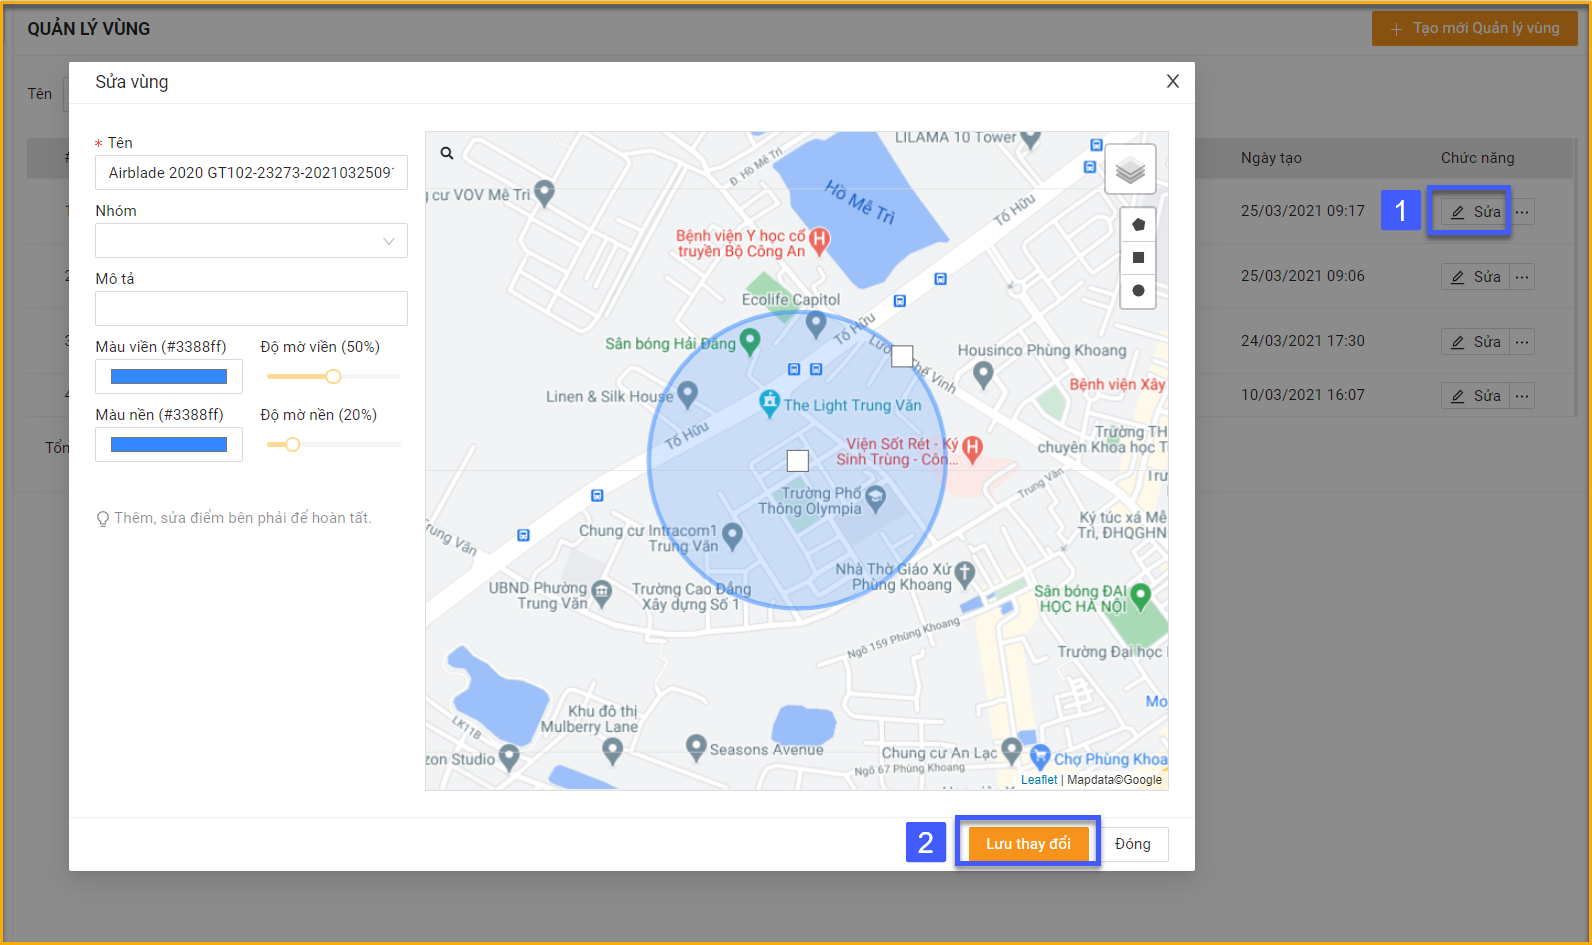 QUẢN LÝ VÙNG
Tạo mới Quản lý vùng
Tên
Sửa vùng
X
* Tên
Airblade 2020 GT102-23273-2021032509
Nhóm
Mô tả
Màu viền (#3388ff)
Độ mờ viền (50%)
Màu nền (#3388ff)
Độ mờ nền (20%)
Thêm, sửa điểm bên phải để hoàn tất.
#
1
2
3
4
Tổn
Ngày tạo
Chức năng
25/03/2021 09:17
1
Sửa
25/03/2021 09:06
Sửa
24/03/2021 17:30
Sửa
10/03/2021 16:07
Sửa
LILAMA 10 Tower
Đ. Hồ Mễ Trì
Hồ Mễ Trì
Tố Hữu
g cư VOV Mễ Trì
Bệnh viện Y học cổ
truyền Bộ Công An
Ecolife Capitol
Tố Hữu
Sân bóng Hải Đăng
Lương Thế Vinh
Housinco Phùng Khoang
Bệnh viện Xây
Linen & Silk House
The Light Trung Văn
Tố Hữu
Viện Sốt Rét - Ký
Sinh Trùng - Côn...
Trường TH
chuyên Khoa học T
Trư
Trung Văn
Trường Phổ
Thông Olympia
Ký túc xá Mễ
Trì, ĐHQGHN
Trung Văn
Chung cư Intracom1
Trung Văn
Nhà Thờ Giáo Xứ
Phùng Khoang
UBND Phường
Trung Văn
Trường Cao Đẳng
Xây dựng Số 1
Sân bóng ĐẠI
HỌC HÀ NỘI
Ngõ 159 Phùng Khoang
Trường Đại học
Mo
Khu đô thị
Mulberry Lane
LK11B
zon Studio
Seasons Avenue
Chung cư An Lạc
Ngõ 67 Phùng Khoang
Chợ Phùng Khoa
Leaflet | Mapdata©Google
2
Lưu thay đổi
Đóng